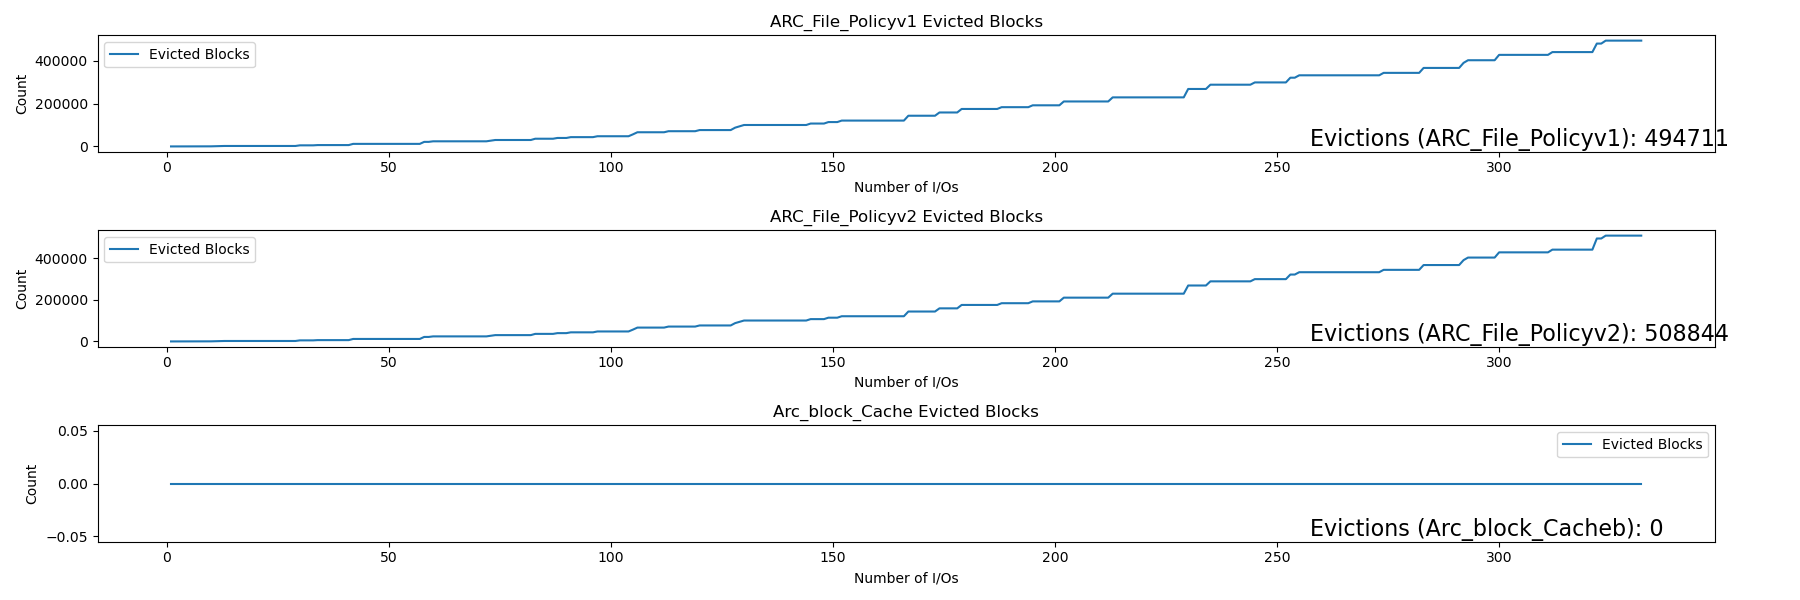 ARC_File_Policyv1 Evicted Blocks
Evicted Blocks
400000
200000
0
Count
Evictions (ARC_File_Policyv1): 494711
0 50 100 150 200 250 300
Number of I/Os
ARC_File_Policyv2 Evicted Blocks
Evicted Blocks
400000
200000
0
Count
Evictions (ARC_File_Policyv2): 508844
0 50 100 150 200 250 300
Number of I/Os
Arc_block_Cache Evicted Blocks
Evicted Blocks
0.05
0.00
−0.05
Count
Evictions (Arc_block_Cacheb): 0
0 50 100 150 200 250 300
Number of I/Os